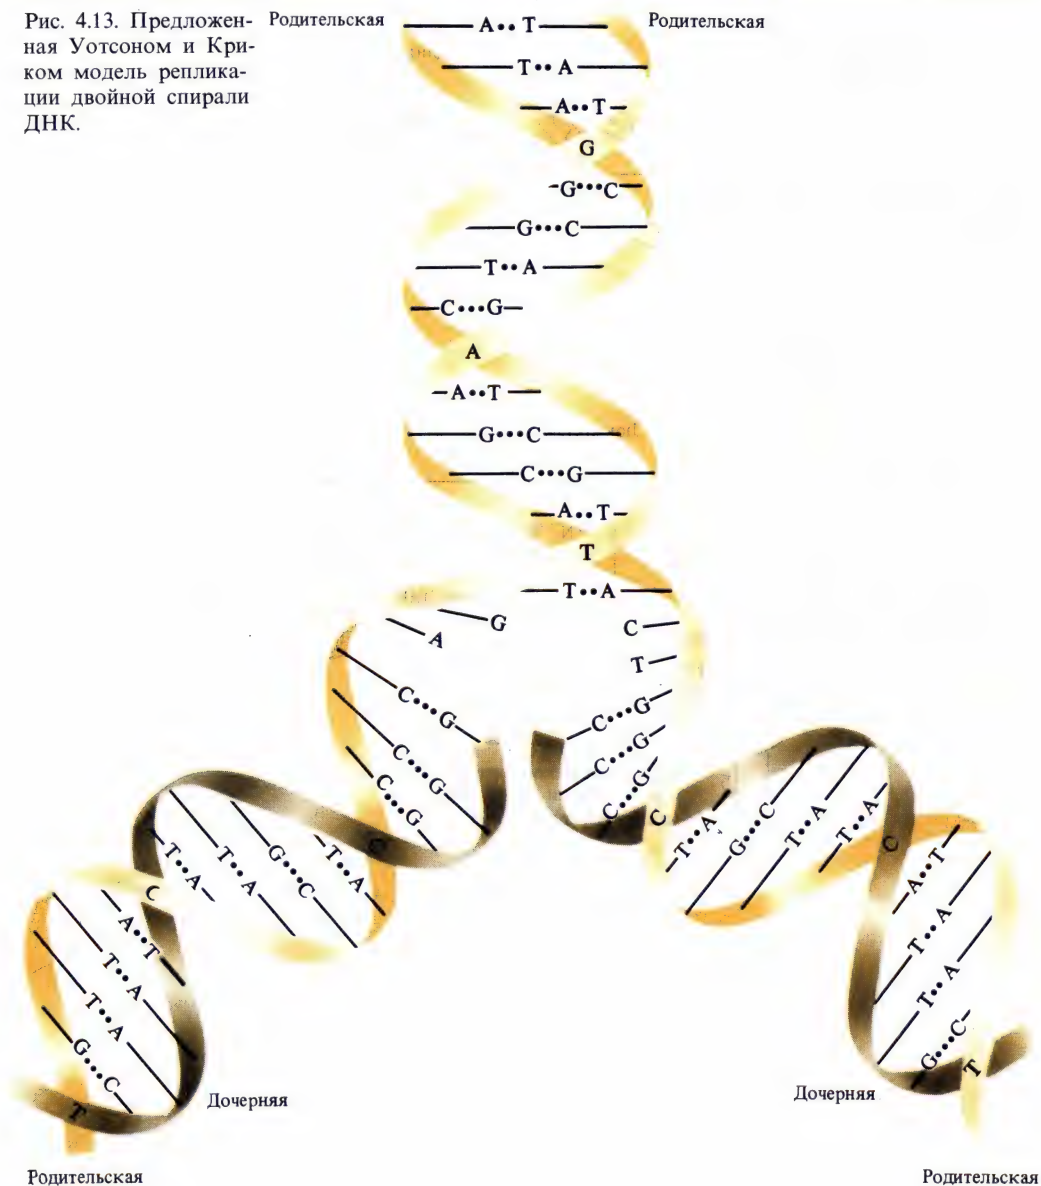 Рис. 4.13. Предложен-
ная Уотсоном и Кри-
ком модель реплика-
ции двойной спирали
ДНК.
Родительская
Родительская
A••T
T••A
A••T
G
G•••C
G•••C
T••A
C•••G
A
A••T
G•••C
C•••G
A••T
T
T••A
G
A
C
T
C•••G
C•••G
C•••G
C
T••A
G•••C
T••A
T••A
C
T••A
T••A
A••T
G•••C
T
C•••G
C•••G
C•••G
C
T••A
G•••C
T••A
T••A
C
A••T
T••A
T••A
G•••C
T
Дочерняя
Дочерняя
Родительская
Родительская